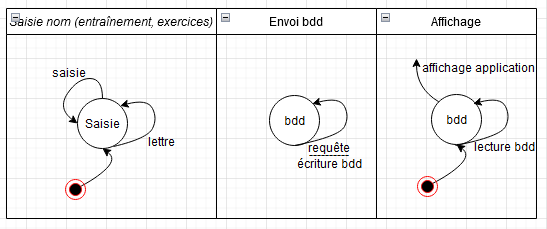 Saisie nom (entraînement, exercices)
Envoi bdd
Affichage
saisie
Saisie
lettre
bdd
requête
écriture bdd
affichage application
bdd
lecture bdd